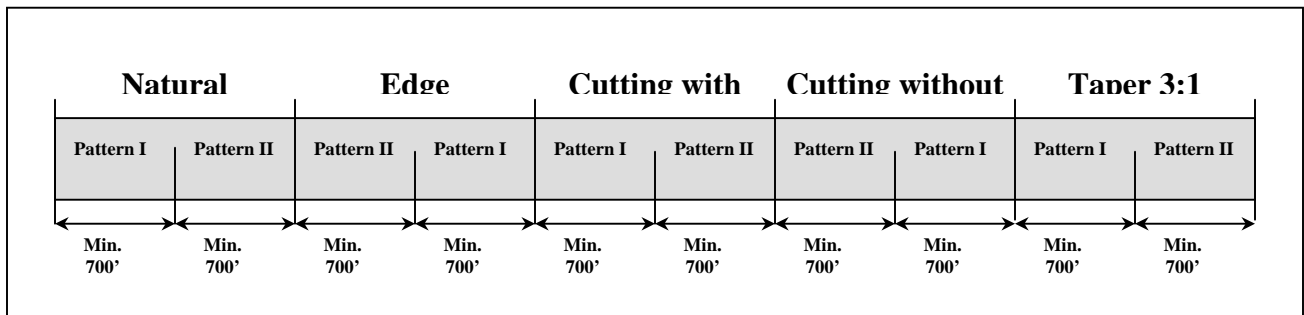 Natural Edge Cutting with Cutting without Taper 3:1
Pattern I Pattern II Pattern II Pattern I Pattern I Pattern II Pattern II Pattern I Pattern I Pattern II
Min. Min. Min. Min. Min. Min. Min. Min. Min. Min.
700’ 700’ 700’ 700’ 700’ 700’ 700’ 700’ 700’ 700’